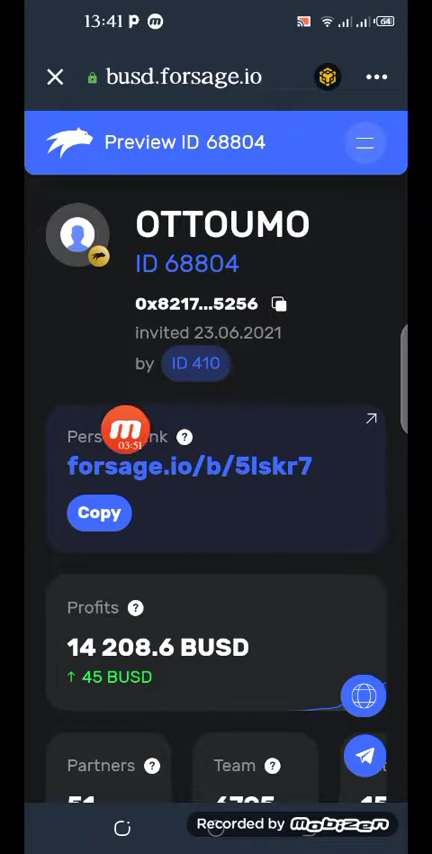 13:41
busd.forsage.io
Preview ID 68804
OTTOUMO
ID 68804
0x8217...5256
invited 23.06.2021
by ID 410
03:51
forsage.io/b/5lskr7
Copy
Profits ?
14 208.6 BUSD
↑ 45 BUSD
Partners ?
Team ?
Recorded by mobizen